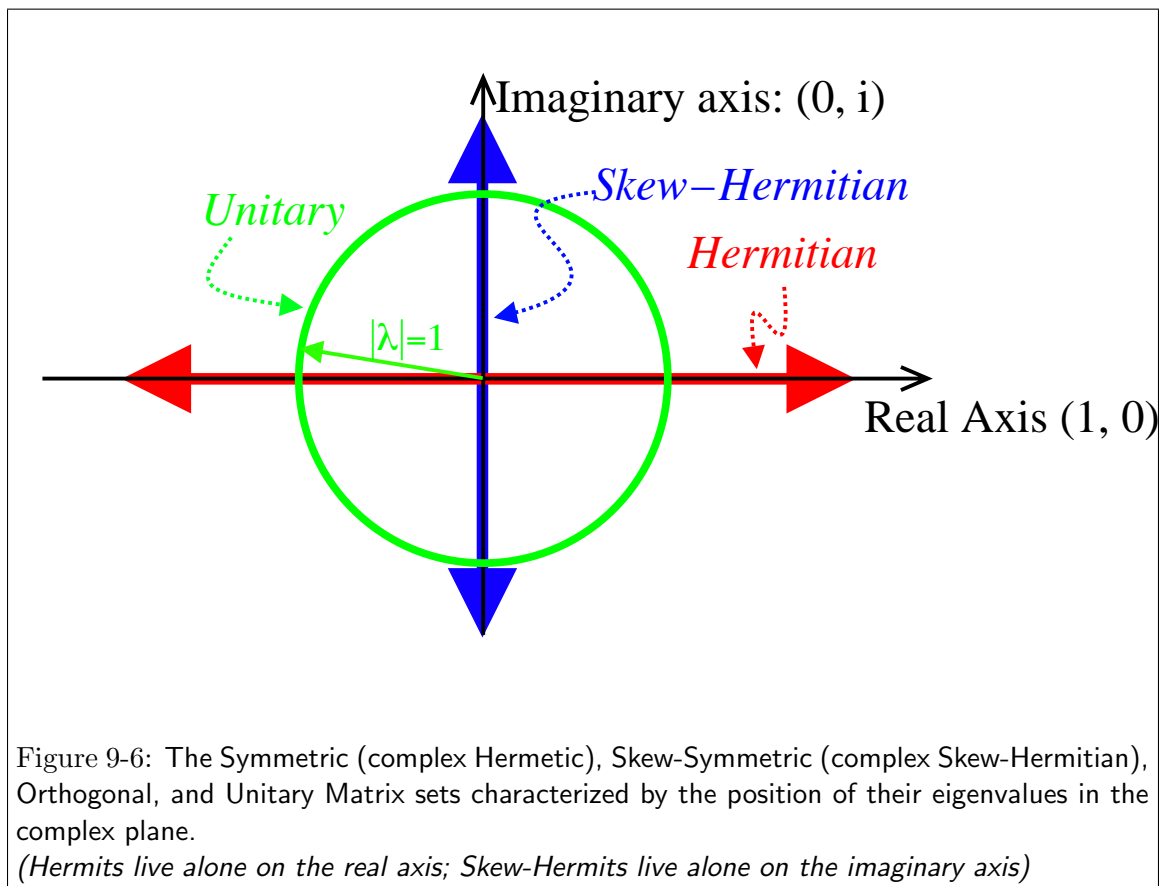 Imaginary axis: (0, i)
Skew–Hermitian
Unitary
Hermitian
|λ|=1
Real Axis (1, 0)
Figure 9-6: The Symmetric (complex Hermetic), Skew-Symmetric (complex Skew-Hermitian),
Orthogonal, and Unitary Matrix sets characterized by the position of their eigenvalues in the
complex plane.
(Hermits live alone on the real axis; Skew-Hermits live alone on the imaginary axis)